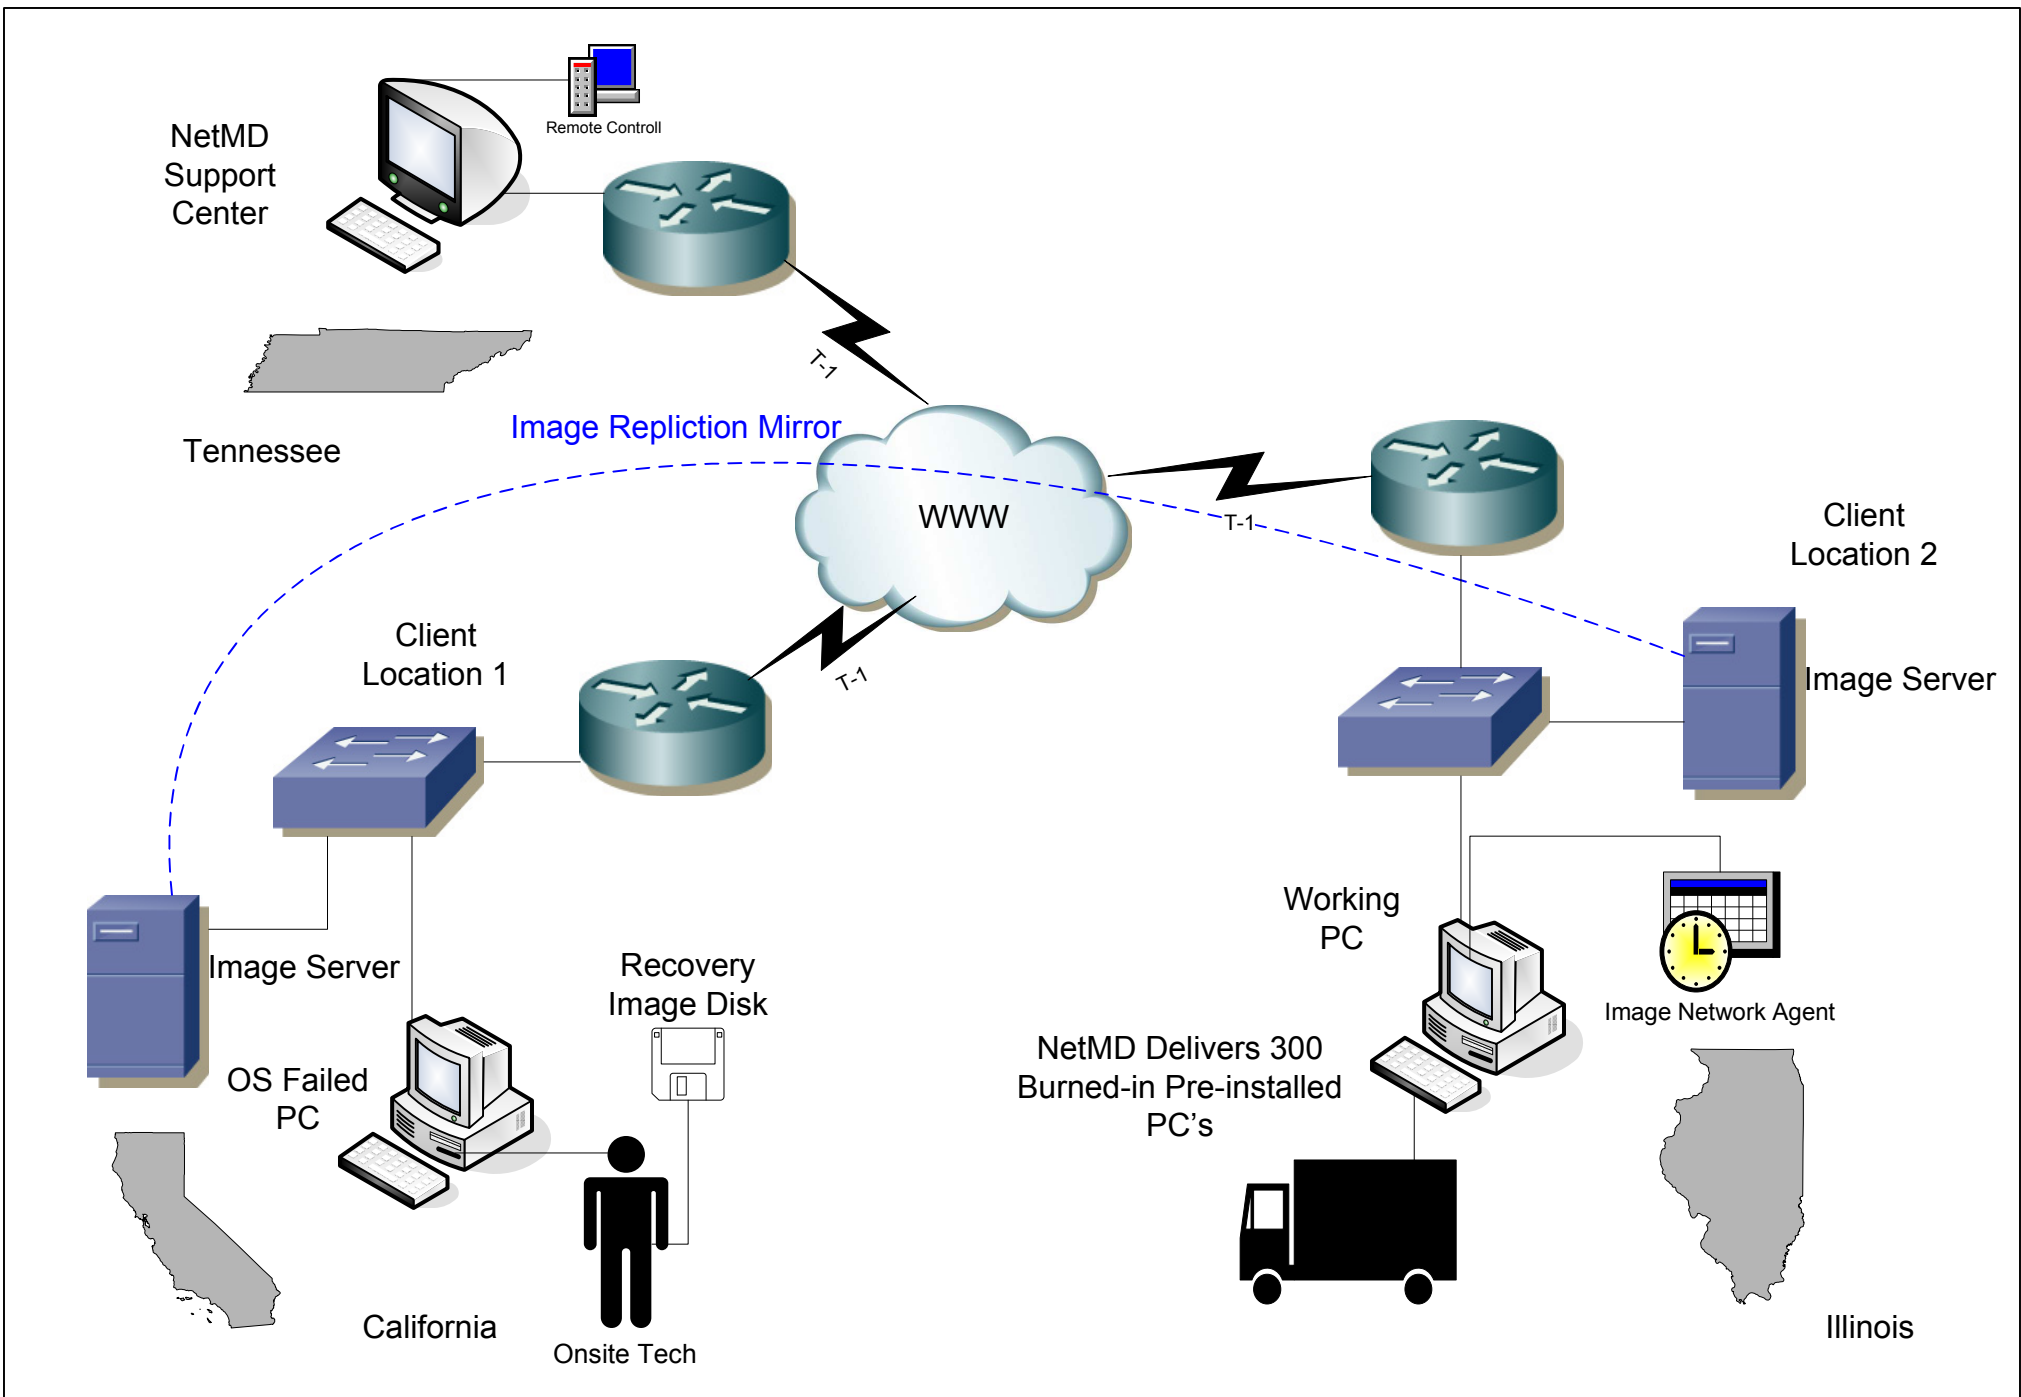 Remote Controll
NetMD
Support
Center
T-1
Tennessee
Image Repliction Mirror
WWW
T-1
Client
Location 2
Client
Location 1
T-1
Image Server
Image Server
Working
PC
Recovery
Image Disk
Image Network Agent
OS Failed
PC
NetMD Delivers 300
Burned-in Pre-installed
PC’s
California
Onsite Tech
Illinois